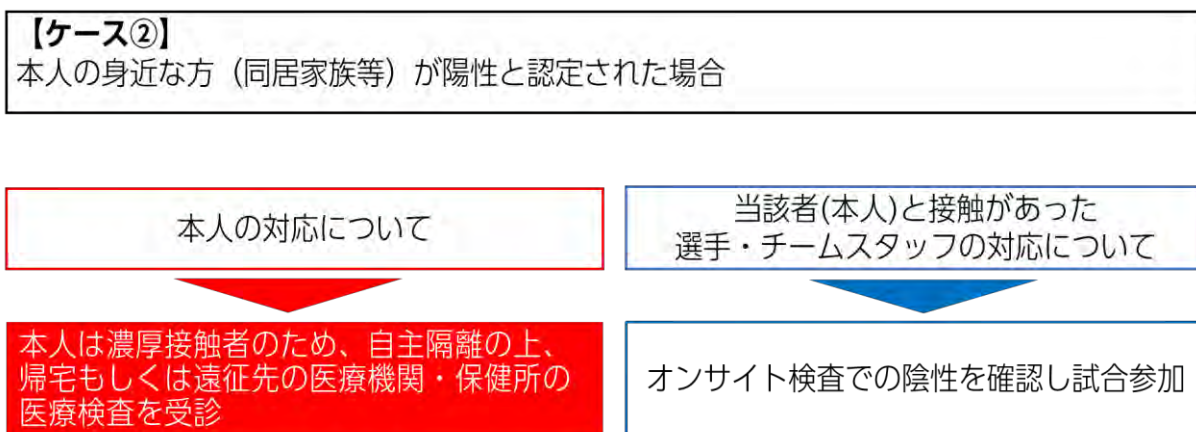 【ケース②】
本人の身近な方（同居家族等）が陽性と認定された場合
本人の対応について
当該者(本人)と接触があった
選手・チームスタッフの対応について
本人は濃厚接触者のため、自主隔離の上、
帰宅もしくは遠征先の医療機関・保健所の
医療検査を受診
オンサイト検査での陰性を確認し試合参加